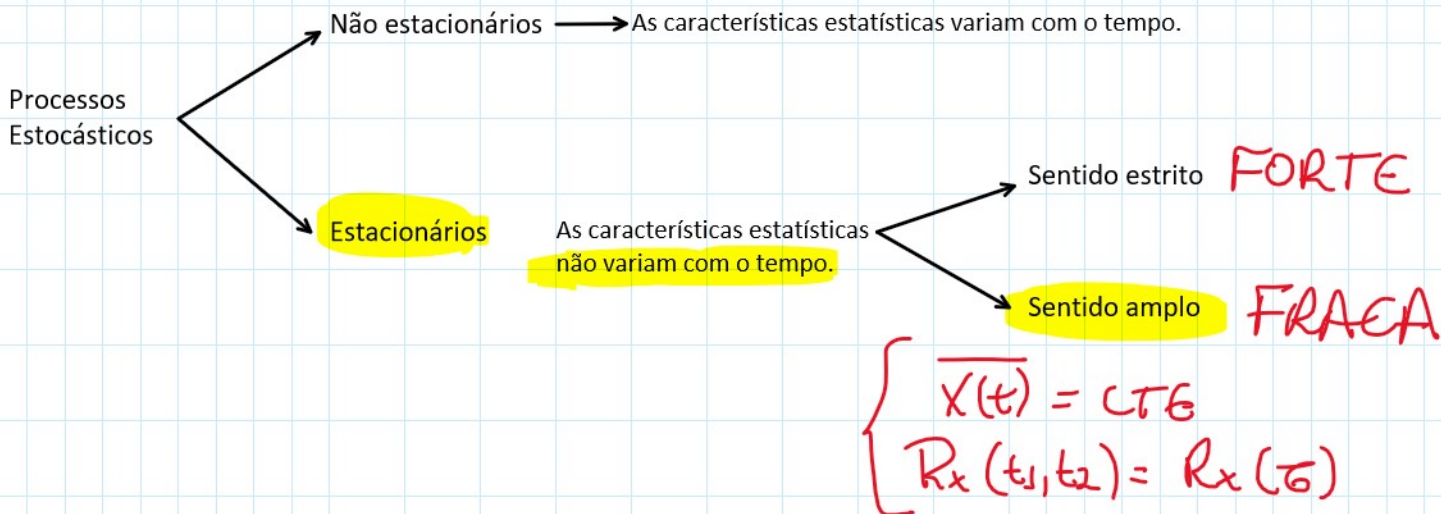 Não estacionários
As características estatísticas variam com o tempo.
Processos
Estocásticos
Sentido estrito FORTE
Estacionários
As características estatísticas
não variam com o tempo.
Sentido amplo FRACA
X(t) = CTE
Rx (t1,t2) = Rx (τ)